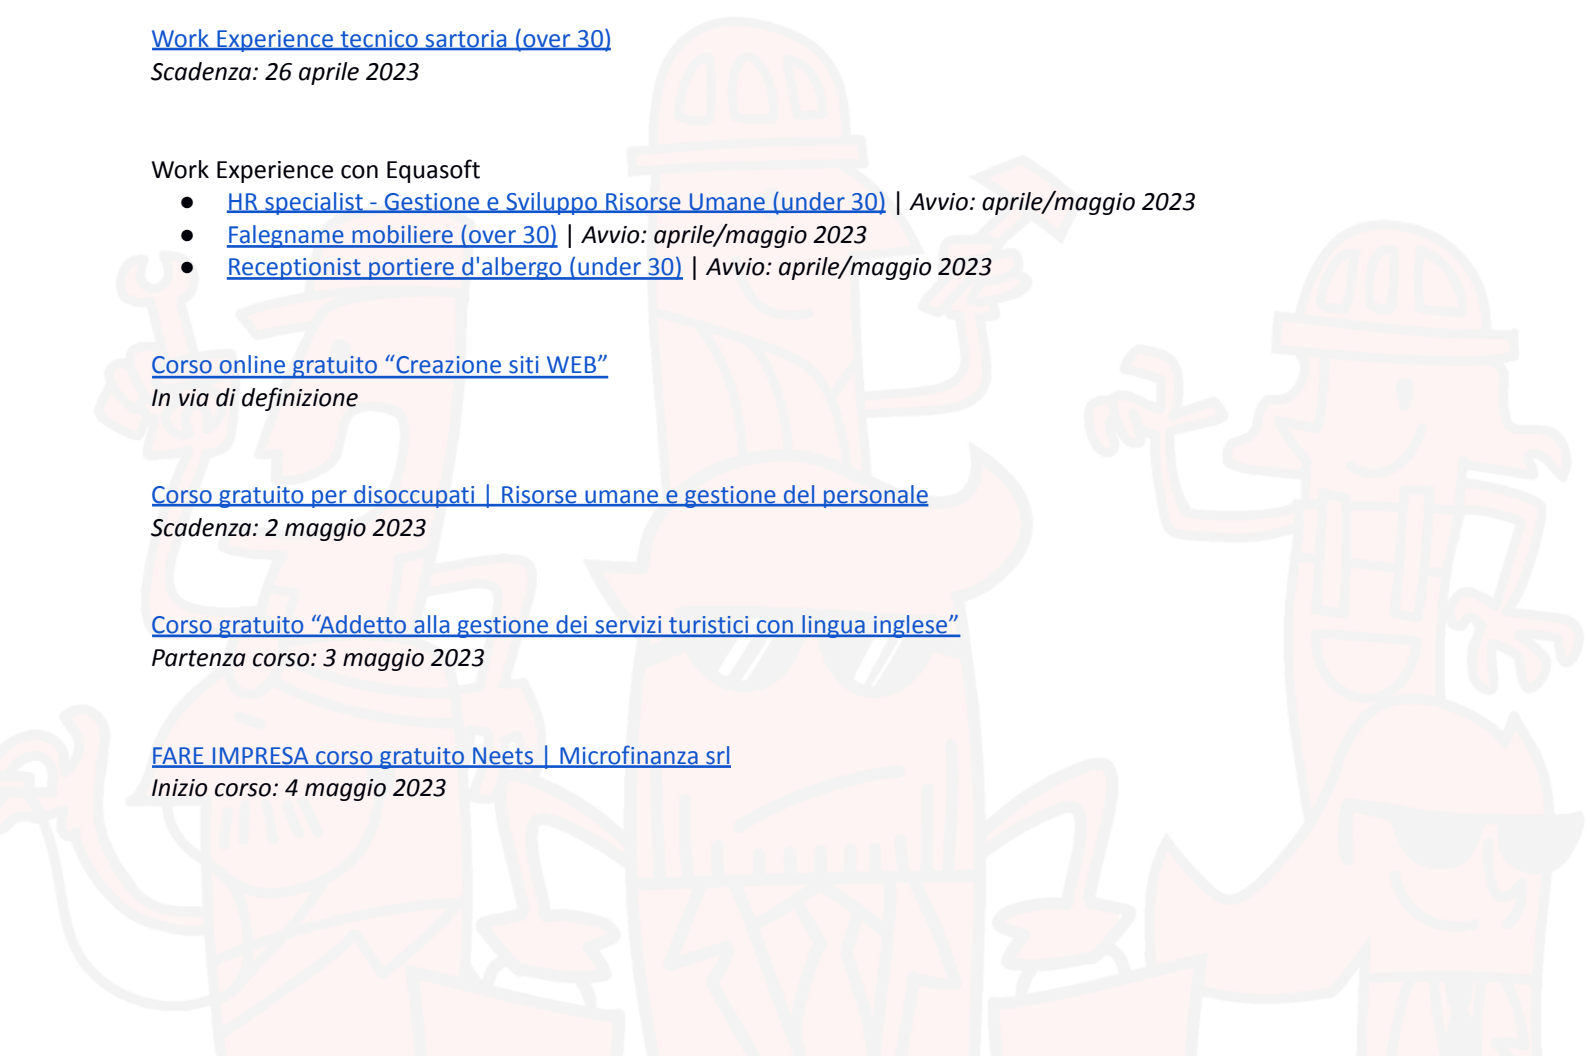 Work Experience tecnico sartoria (over 30)
Scadenza: 26 aprile 2023
Work Experience con Equasoft
● HR specialist - Gestione e Sviluppo Risorse Umane (under 30) | Avvio: aprile/maggio 2023
● Falegname mobiliere (over 30) | Avvio: aprile/maggio 2023
● Receptionist portiere d'albergo (under 30) | Avvio: aprile/maggio 2023
Corso online gratuito “Creazione siti WEB”
In via di definizione
Corso gratuito per disoccupati | Risorse umane e gestione del personale
Scadenza: 2 maggio 2023
Corso gratuito “Addetto alla gestione dei servizi turistici con lingua inglese”
Partenza corso: 3 maggio 2023
FARE IMPRESA corso gratuito Neets | Microfinanza srl
Inizio corso: 4 maggio 2023